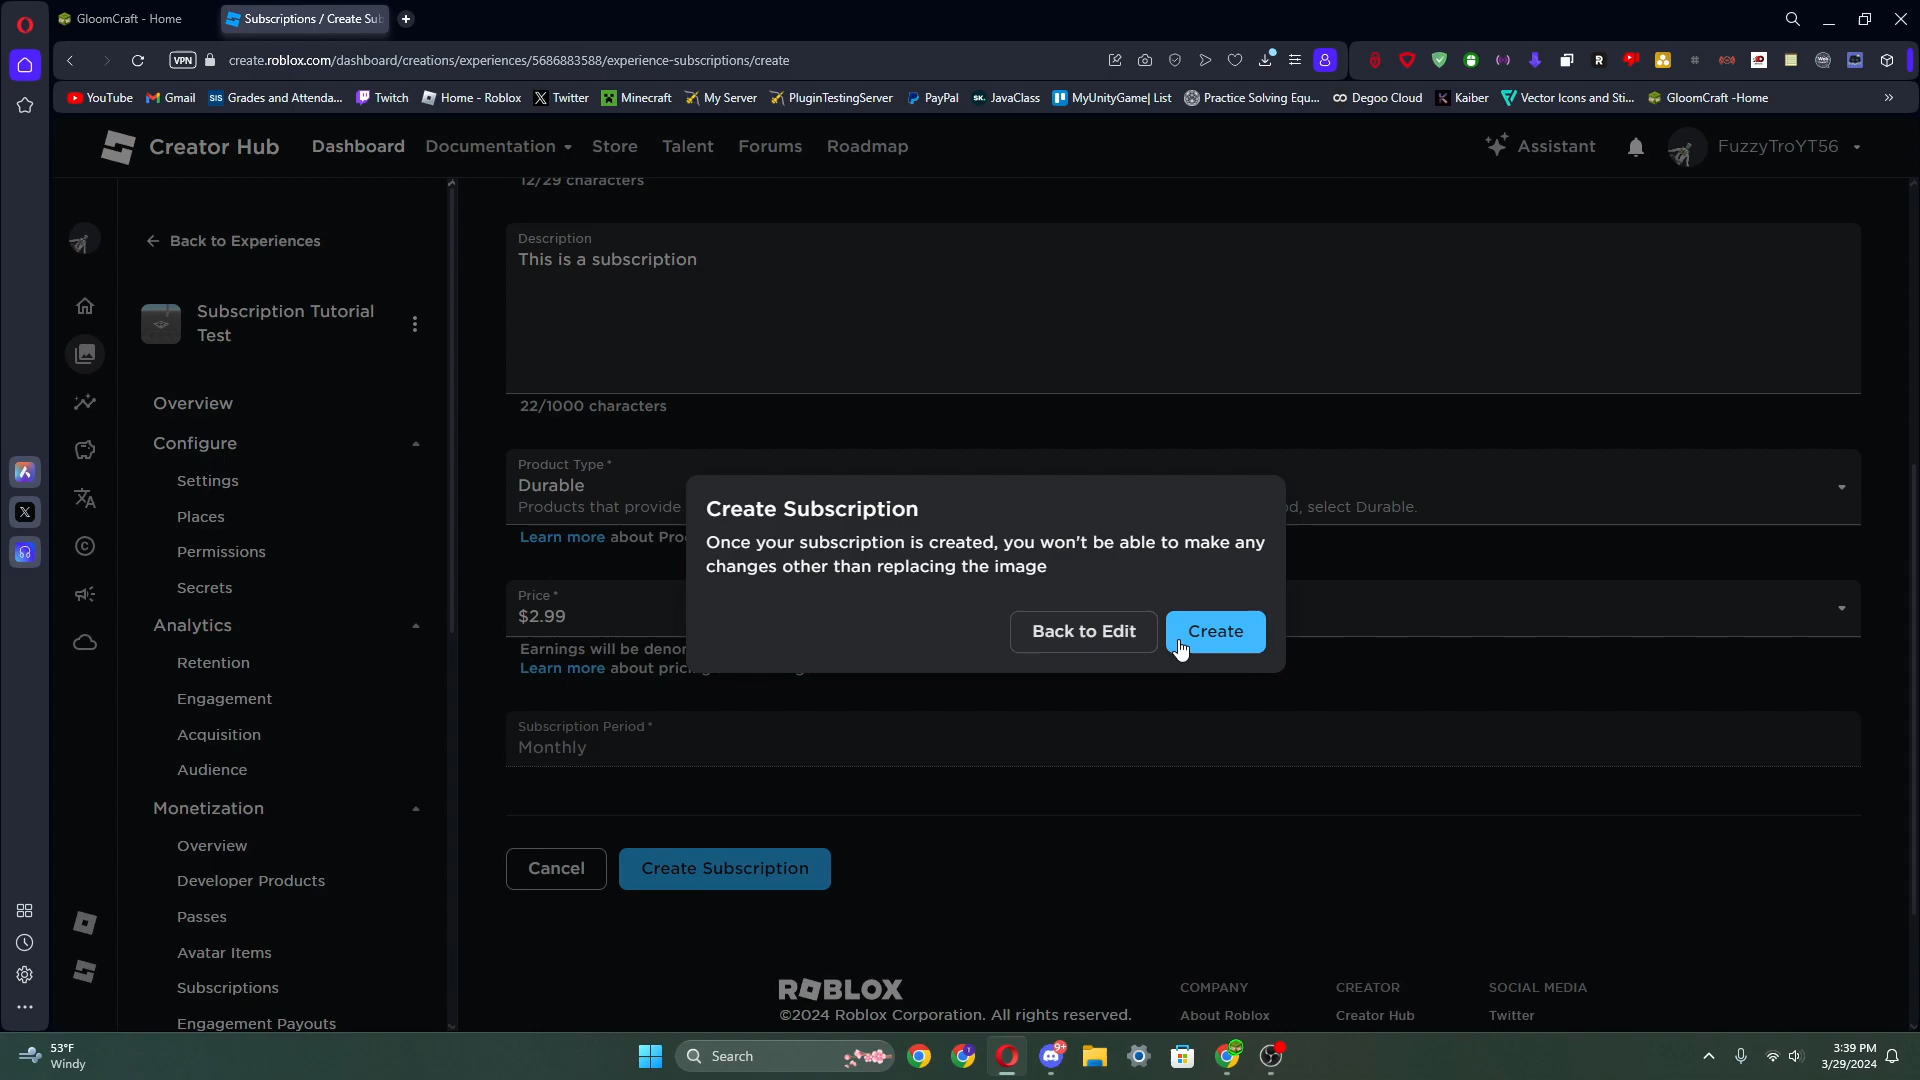 GloomCraft - Home
Subscriptions / Create Sub
VPN
create.roblox.com/dashboard/creations/experiences/5686883588/experience-subscriptions/create
YouTube
Gmail
SIS
Grades and Attenda...
Twitch
Home - Roblox
Twitter
Minecraft
My Server
PluginTestingServer
PayPal
JavaClass
MyUnityGame| List
Practice Solving Equ...
Degoo Cloud
Kaiber
Vector Icons and Sti...
GloomCraft -Home
Creator Hub
Dashboard
Documentation
Store
Talent
Forums
Roadmap
Assistant
FuzzyTroYT56
Back to Experiences
Subscription Tutorial
Test
Overview
Configure
Settings
Places
Permissions
Secrets
Analytics
Retention
Engagement
Acquisition
Audience
Monetization
Overview
Developer Products
Passes
Avatar Items
Subscriptions
Engagement Payouts
12/29 characters
Description
This is a subscription
22/1000 characters
Product Type *
Durable
Products that provide
d, select Durable.
Learn more about Pro
Price *
$2.99
Earnings will be denor
Learn more about
Subscription Period *
Monthly
Create Subscription
Once your subscription is created, you won't be able to make any
changes other than replacing the image
Back to Edit
Create
Cancel
Create Subscription
ROBLOX
©2024 Roblox Corporation. All rights reserved.
COMPANY
About Roblox
CREATOR
Creator Hub
SOCIAL MEDIA
Twitter
53°F
Windy
Search
9+
3:39 PM
3/29/2024